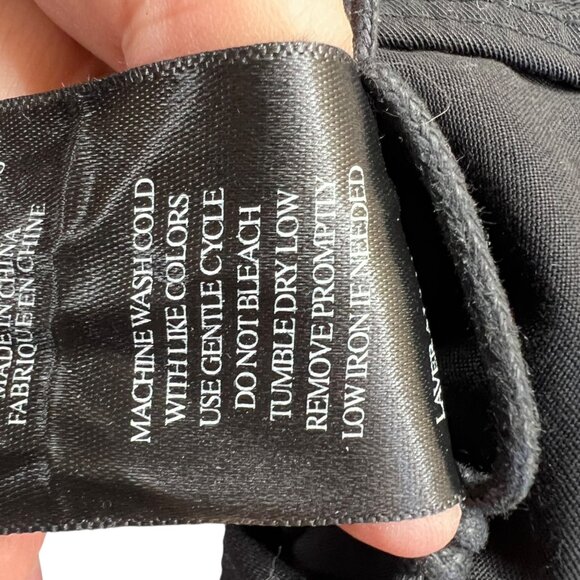 MADE IN CHINA
FABRIQUE EN CHINE
MACHINE WASH COLD
WITH LIKE COLORS
USE GENTLE CYCLE
DO NOT BLEACH
TUMBLE DRY LOW
REMOVE PROMPTLY
LOW IRON IF NEEDED